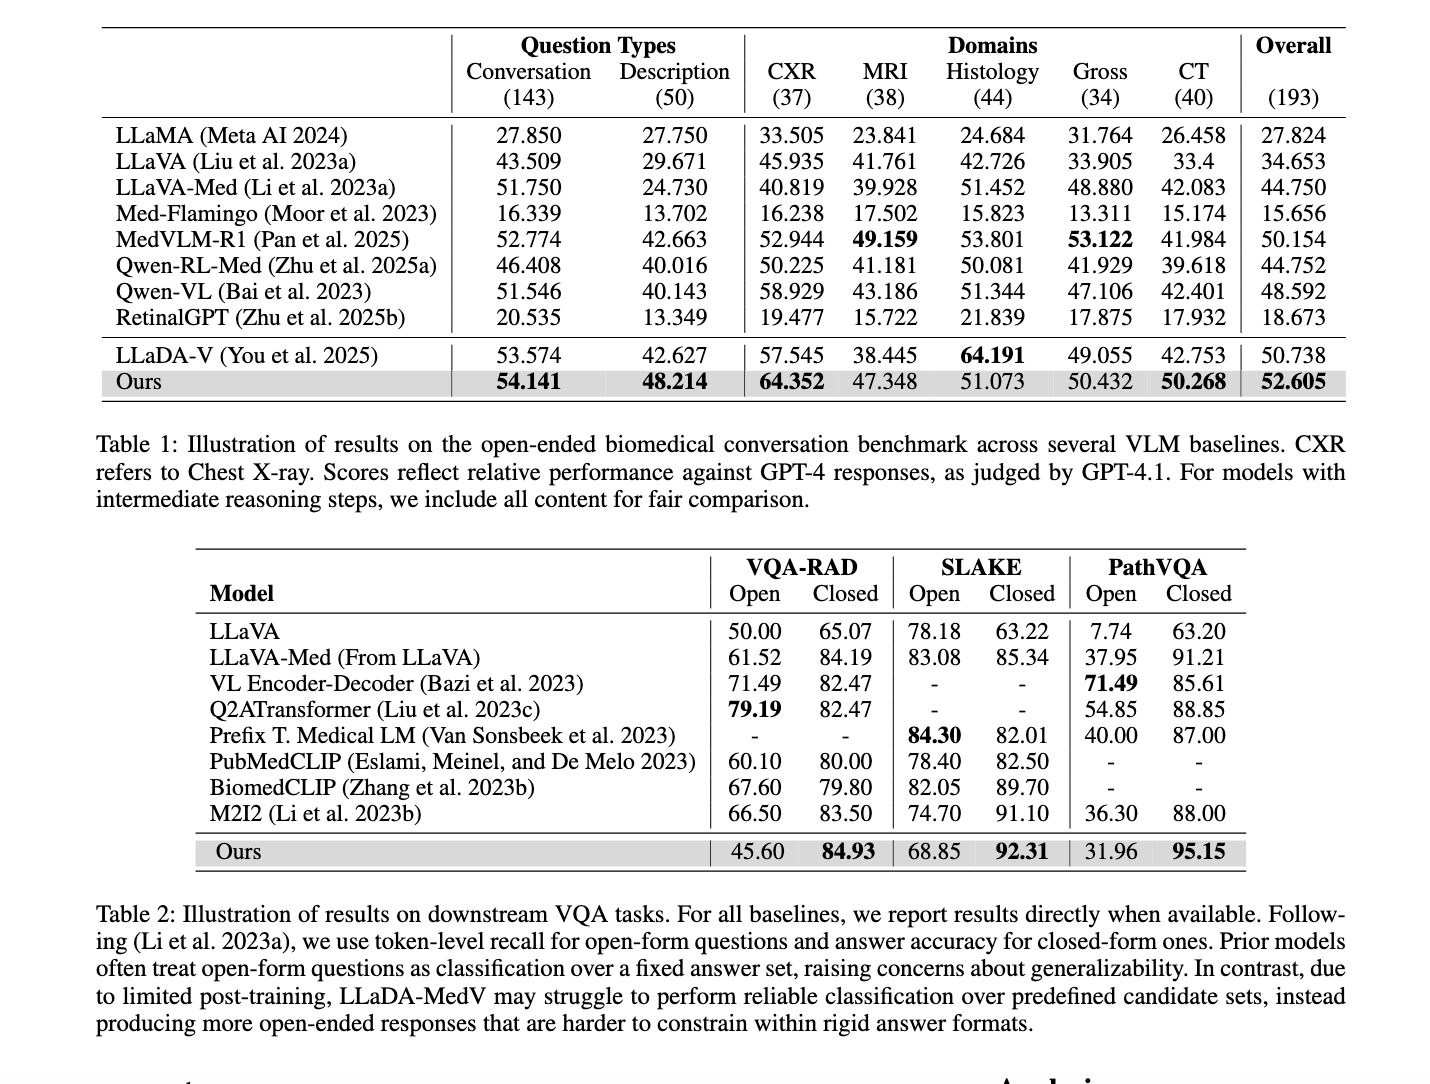 Question Types Domains Overall
Conversation Description CXR MRI Histology Gross CT
(143) (50) (37) (38) (44) (34) (40) (193)
LLaMA (Meta AI 2024) 27.850 27.750 33.505 23.841 24.684 31.764 26.458 27.824
LLaVA (Liu et al. 2023a) 43.509 29.671 45.935 41.761 42.726 33.905 33.4 34.653
LLaVA-Med (Li et al. 2023a) 51.750 24.730 40.819 39.928 51.452 48.880 42.083 44.750
Med-Flamingo (Moor et al. 2023) 16.339 13.702 16.238 17.502 15.823 13.311 15.174 15.656
MedVLM-R1 (Pan et al. 2025) 52.774 42.663 52.944 49.159 53.801 53.122 41.984 50.154
Qwen-RL-Med (Zhu et al. 2025a) 46.408 40.016 50.225 41.181 50.081 41.929 39.618 44.752
Qwen-VL (Bai et al. 2023) 51.546 40.143 58.929 43.186 51.344 47.106 42.401 48.592
RetinalGPT (Zhu et al. 2025b) 20.535 13.349 19.477 15.722 21.839 17.875 17.932 18.673
LLaDA-V (You et al. 2025) 53.574 42.627 57.545 38.445 64.191 49.055 42.753 50.738
Ours 54.141 48.214 64.352 47.348 51.073 50.432 50.268 52.605
Table 1: Illustration of results on the open-ended biomedical conversation benchmark across several VLM baselines. CXR
refers to Chest X-ray. Scores reflect relative performance against GPT-4 responses, as judged by GPT-4.1. For models with
intermediate reasoning steps, we include all content for fair comparison.
VQA-RAD SLAKE PathVQA
Model Open Closed Open Closed Open Closed
LLaVA 50.00 65.07 78.18 63.22 7.74 63.20
LLaVA-Med (From LLaVA) 61.52 84.19 83.08 85.34 37.95 91.21
VL Encoder-Decoder (Bazi et al. 2023) 71.49 82.47 - - 71.49 85.61
Q2ATransformer (Liu et al. 2023c) 79.19 82.47 - - 54.85 88.85
Prefix T. Medical LM (Van Sonsbeek et al. 2023) - - 84.30 82.01 40.00 87.00
PubMedCLIP (Eslami, Meinel, and De Melo 2023) 60.10 80.00 78.40 82.50 - -
BiomedCLIP (Zhang et al. 2023b) 67.60 79.80 82.05 89.70 - -
M2I2 (Li et al. 2023b) 66.50 83.50 74.70 91.10 36.30 88.00
Ours 45.60 84.93 68.85 92.31 31.96 95.15
Table 2: Illustration of results on downstream VQA tasks. For all baselines, we report results directly when available. Follow-
ing (Li et al. 2023a), we use token-level recall for open-form questions and answer accuracy for closed-form ones. Prior models
often treat open-form questions as classification over a fixed answer set, raising concerns about generalizability. In contrast, due
to limited post-training, LLaDA-MedV may struggle to perform reliable classification over predefined candidate sets, instead
producing more open-ended responses that are harder to constrain within rigid answer formats.